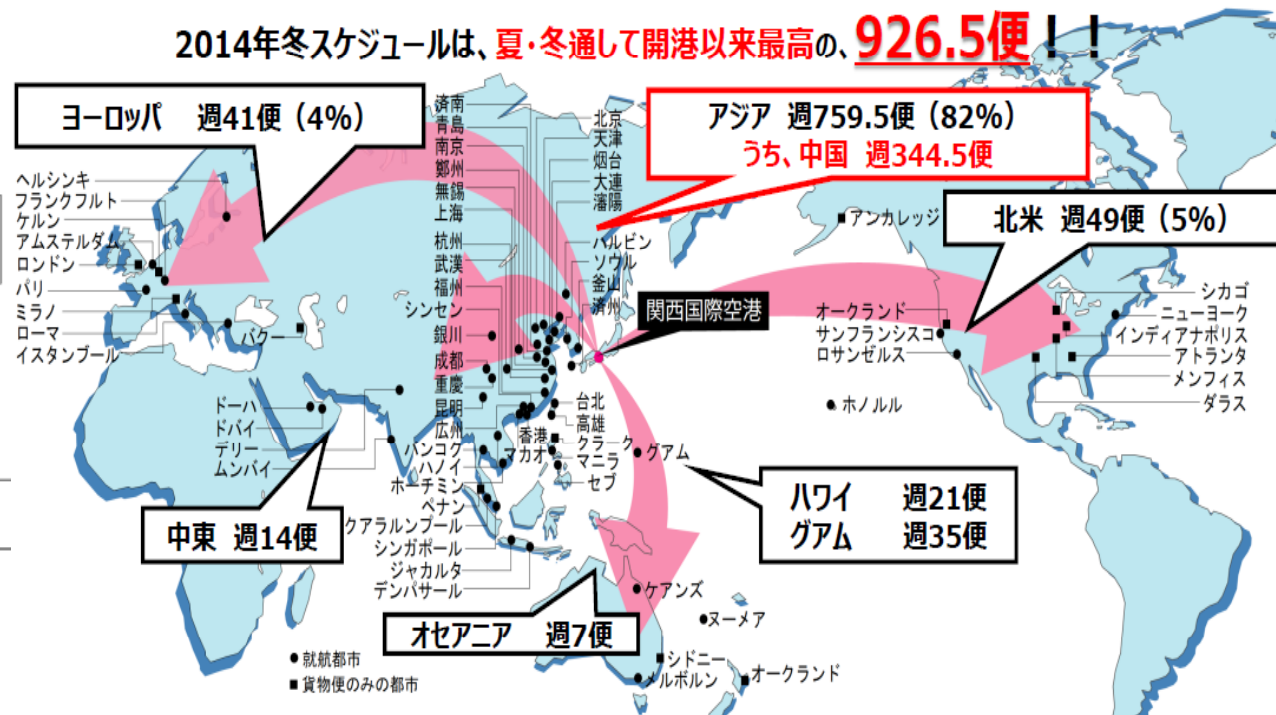 2014年冬スケジュールは、夏・冬通して開港以来最高の、926.5便！！
ヨーロッパ 週41便（4%）
アジア 週759.5便（82%）
うち、中国 週344.5便
北米 週49便（5%）
ヘルシンキ
フランクフルト
ケルン
アムステルダム
ロンドン
パリ
ミラノ
ローマ
イスタンブール
バクー
ドーハ
ドバイ
デリー
ムンバイ
中東 週14便
済南
青島
南京
鄭州
無錫
上海
杭州
武漢
福州
シンセン
銀川
成都
重慶
昆明
広州
バンコク
ハノイ
ホーチミン
ペナン
クアラルンプール
シンガポール
ジャカルタ
デンパサール
北京
天津
烟台
大連
瀋陽
ハルビン
ソウル
釜山
済州
関西国際空港
台北
高雄
香港
マカオ
クラーク
マニラ
セブ
グアム
アンカレッジ
オークランド
サンフランシスコ
ロサンゼルス
ホノルル
シカゴ
ニューヨーク
インディアナポリス
アトランタ
メンフィス
ダラス
ハワイ 週21便
グアム 週35便
オセアニア 週7便
ケアンズ
ヌーメア
シドニー
メルボルン
オークランド
●就航都市
■貨物便のみの都市